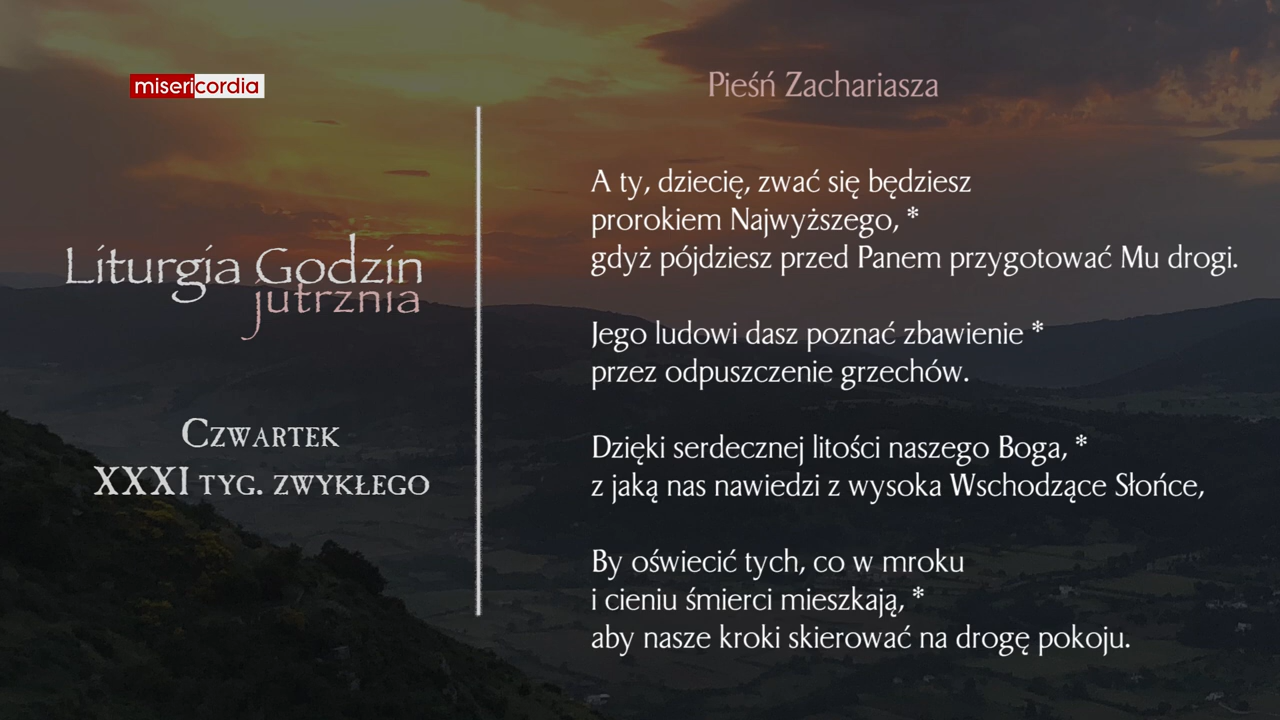 misericordia
Liturgia Godzin
jutrznia
Czwartek
XXXI tyg. zwykłego
Pieśń Zachariasza
A ty, dziecię, zwać się będziesz
prorokiem Najwyższego, *
gdyż pójdziesz przed Panem przygotować Mu drogi.
Jego ludowi dasz poznać zbawienie *
przez odpuszczenie grzechów.
Dzięki serdecznej litości naszego Boga, *
z jaką nas nawiedzi z wysoka Wschodzące Słońce,
By oświecić tych, co w mroku
i cieniu śmierci mieszkają, *
aby nasze kroki skierować na drogę pokoju.